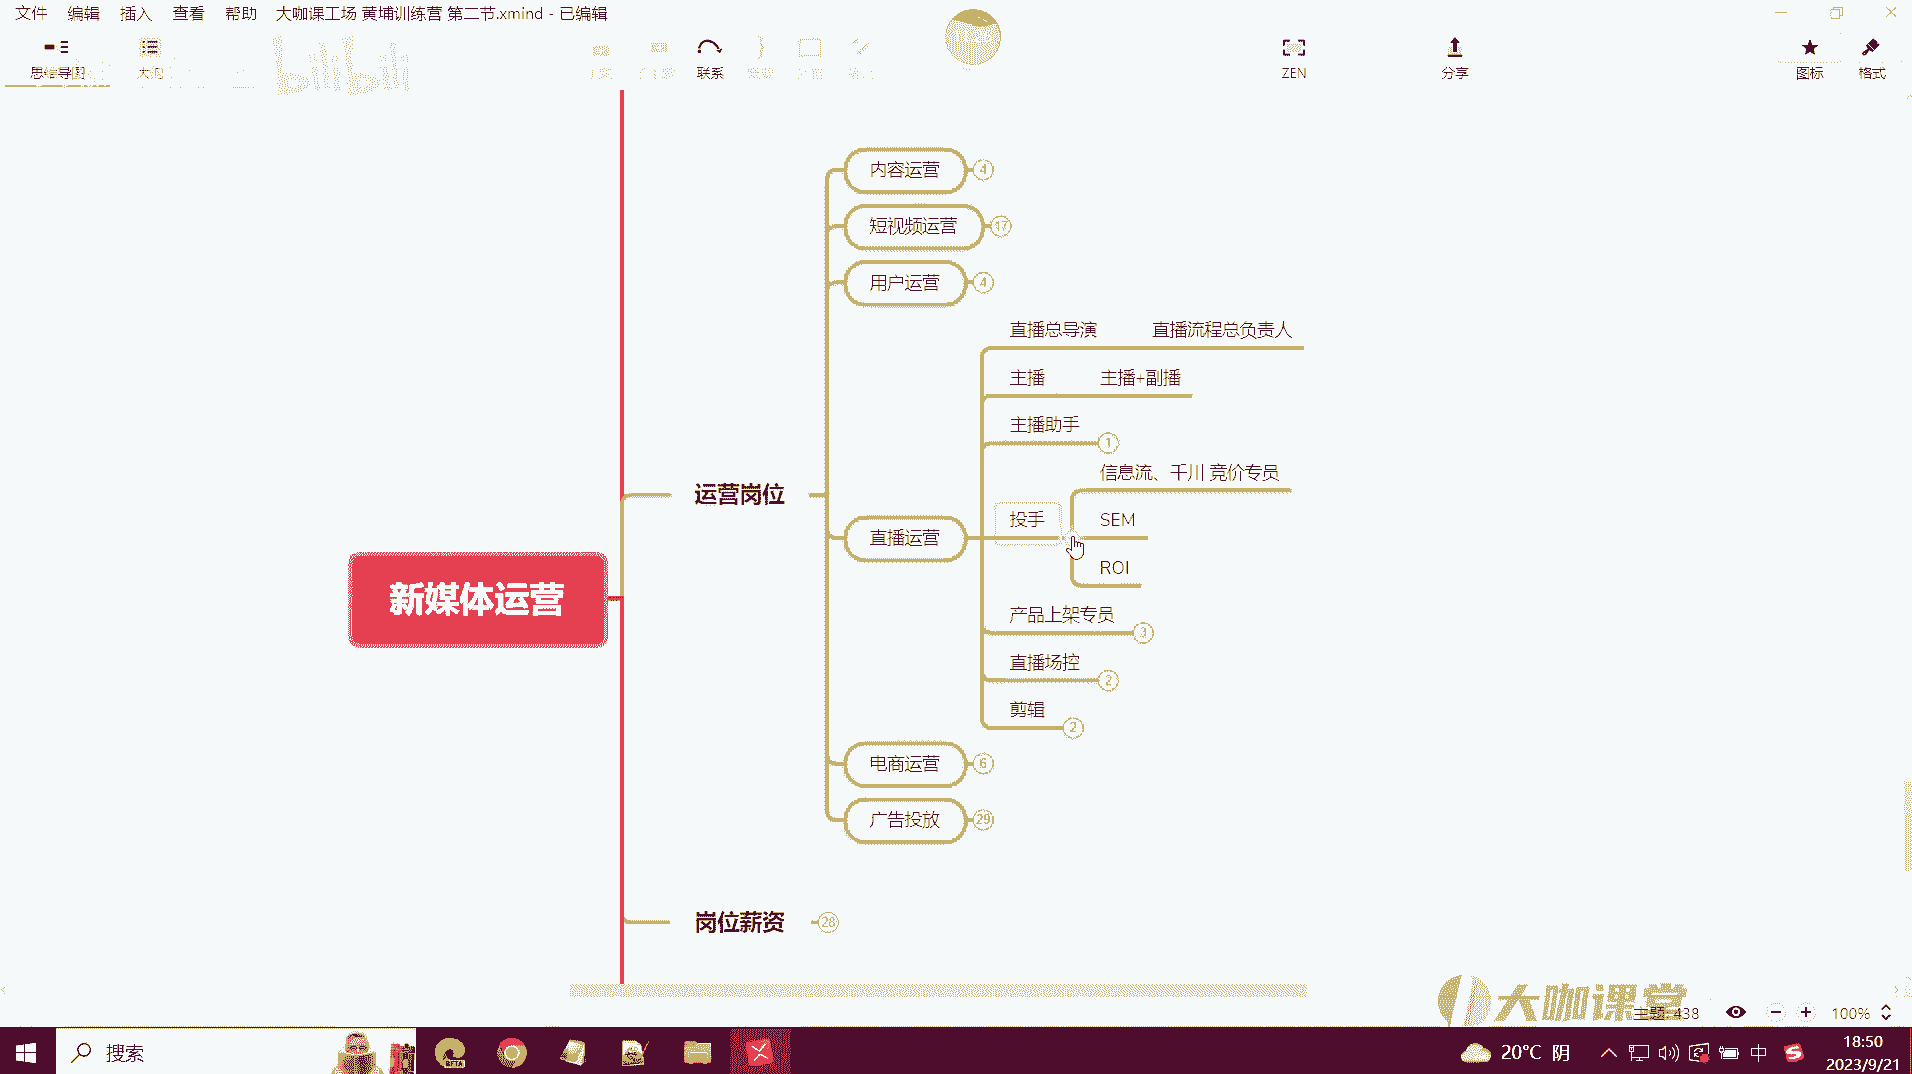 文件 编辑 插入 查看 帮助 大咖课工场 黄埔训练营 第二节.xmind - 已编辑
思维导图 大纲 bilibili 联系 ZEN 分享 图标 格式
内容运营 4
短视频运营 17
用户运营 4
直播总导演 直播流程总负责人
主播 主播+副播
主播助手 1
信息流、千川 竞价专员
运营岗位
投手 SEM
直播运营
ROI
新媒体运营
产品上架专员 3
直播场控 2
剪辑 2
电商运营 6
广告投放 29
岗位薪资 28
大咖课堂
主题: 438 100%
搜索 20°C 阴 中 18:50
2023/9/21